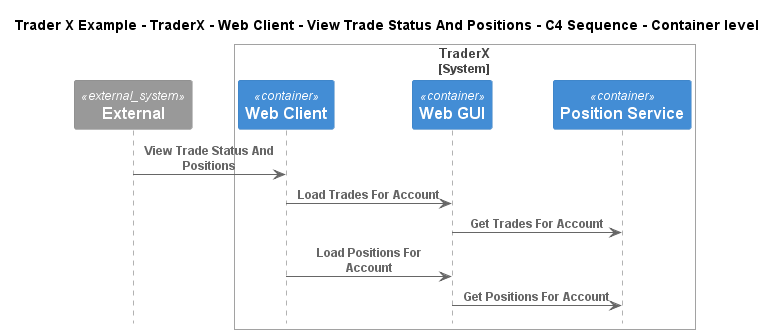 Trader X Example - TraderX - Web Client - View Trade Status And Positions - C4 Sequence - Container level
TraderX
[System]
«external_system»
External
«container»
Web Client
«container»
Web GUI
«container»
Position Service
View Trade Status And
Positions
Load Trades For Account
Get Trades For Account
Load Positions For
Account
Get Positions For Account